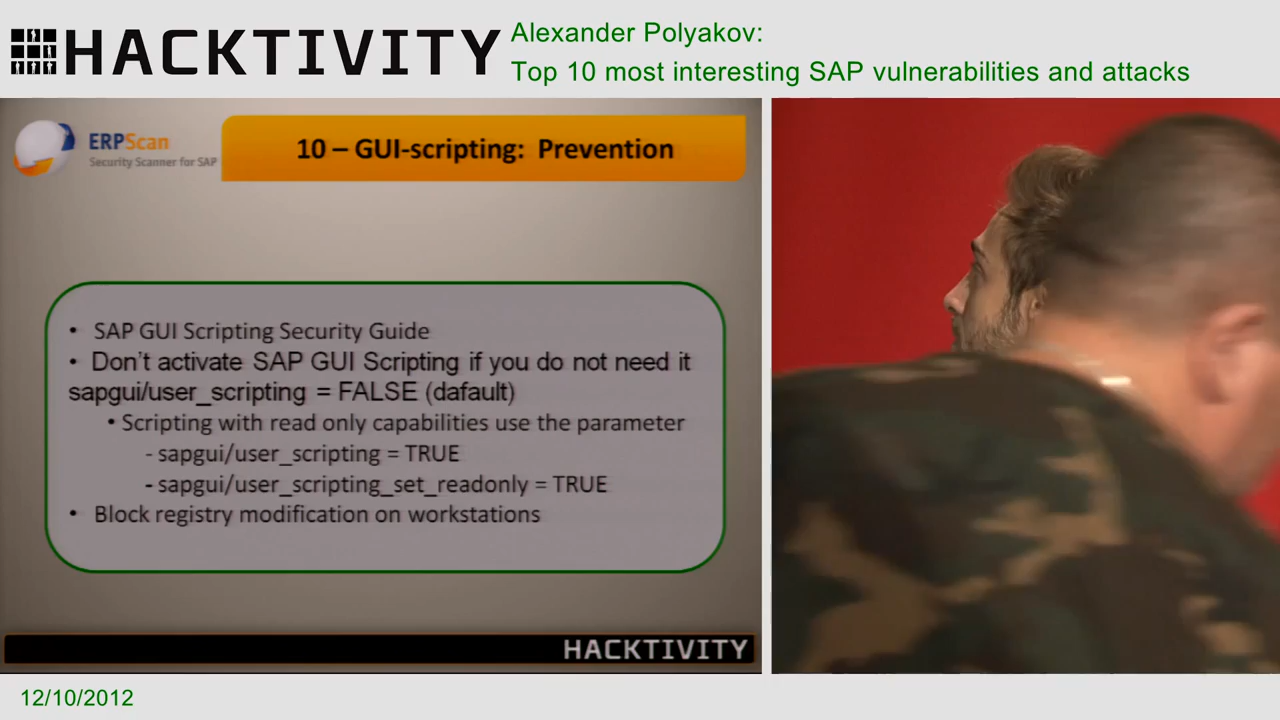 HACKTIVITY
Alexander Polyakov:
Top 10 most interesting SAP vulnerabilities and attacks
ERPScan
Security Scanner for SAP
10 – GUI-scripting: Prevention
• SAP GUI Scripting Security Guide
• Don't activate SAP GUI Scripting if you do not need it
sapgui/user_scripting = FALSE (dafault)
• Scripting with read only capabilities use the parameter
- sapgui/user_scripting = TRUE
- sapgui/user_scripting_set_readonly = TRUE
• Block registry modification on workstations
HACKTIVITY
12/10/2012